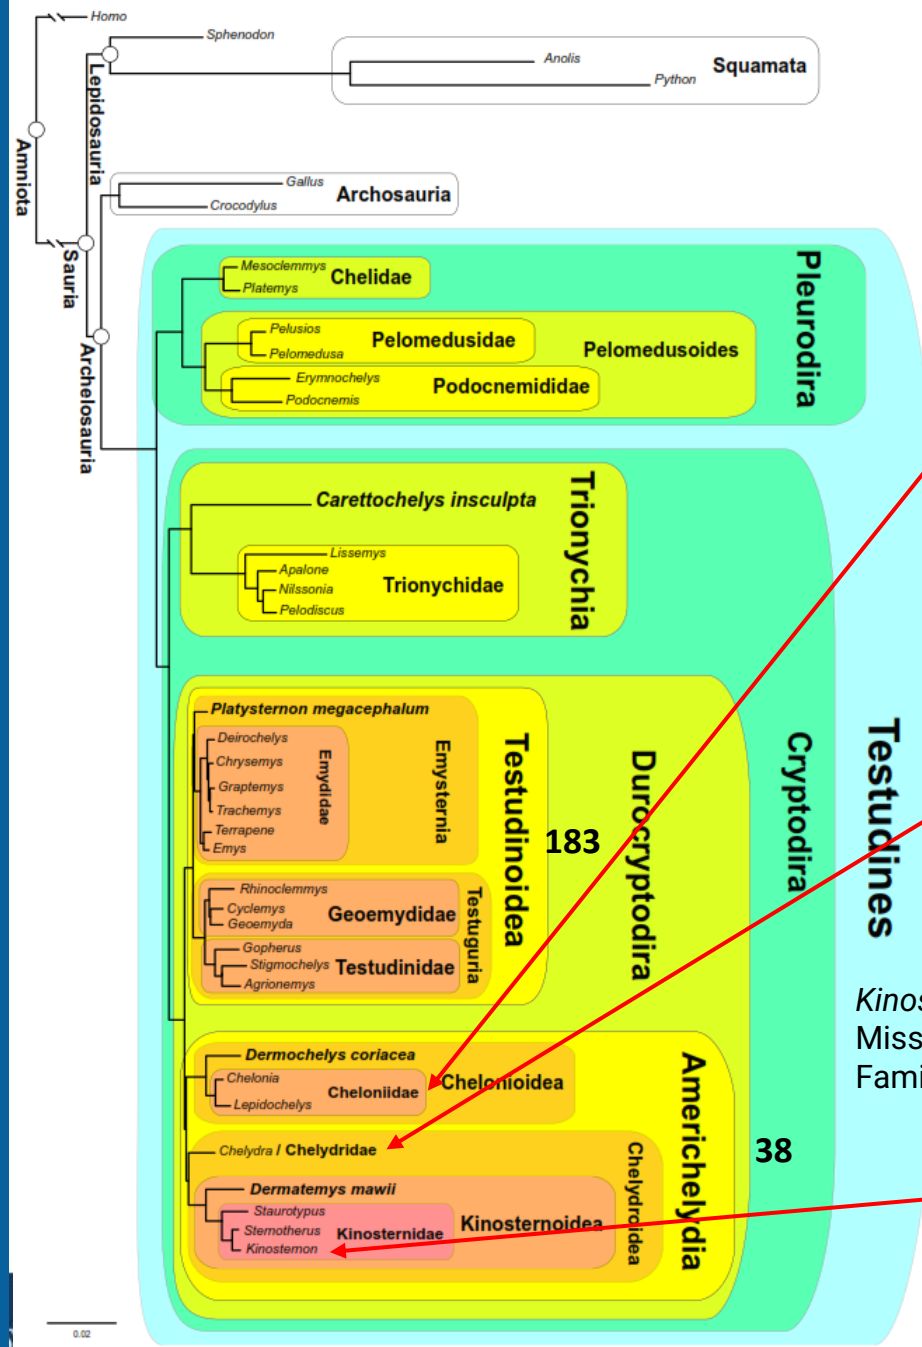 Homo
Sphenodon
Anolis
Squamata
Python
Lepidosauria
Amniota
Gallus
Archosauria
Crocodylus
Sauria
Archelosauria
Mesoclemmys
Chelidae
Platemys
Pleurodira
Pelusios
Pelomedusidae
Pelomedusa
Pelomedusoides
Erymnochelys
Podocnemididae
Podocnemis
Carettochelys insculpta
Trionychia
Lissemys
Apalone
Trionychidae
Nilssonia
Pelodiscus
Platysternon megacephalum
Deirochelys
Chrysemys
Graptemys
Trachemys
Terrapene
Emys
Emydidae
Emysternia
Testudinoidea
183
Durocryptodira
Cryptodira
Testudines
Rhinoclemmys
Cyclemys
Geoemydidae
Geoemyda
Testuguria
Gopherus
Stigmochelys
Testudinidae
Agrionemys
Kinos
Miss
Fami
Dermochelys coriacea
Chelonia
Cheloniidae
Chelonioidea
Lepidochelys
Americhelydia
38
Chelydra / Chelydridae
Chelydroidea
Dermatemys mawii
Staurotypus
Kinosternoidea
Sternotherus
Kinosternidae
Kinosternon
0.02